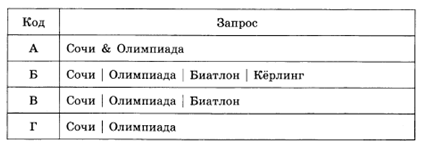 Код Запрос
А Сочи & Олимпиада
Б Сочи | Олимпиада | Биатлон | Кёрлинг
В Сочи | Олимпиада | Биатлон
Г Сочи | Олимпиада